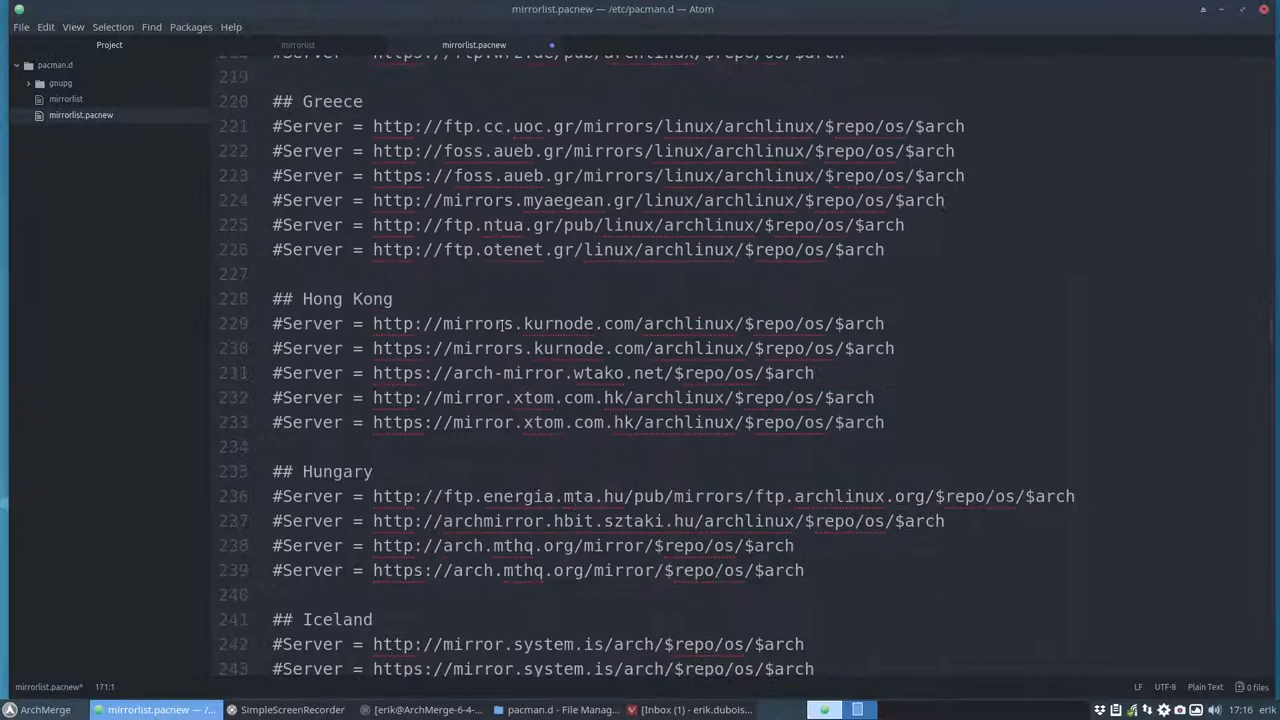 mirrorlist.pacnew — /etc/pacman.d — Atom
File Edit View Selection Find Packages Help
Project
mirrorlist
mirrorlist.pacnew
pacman.d
gnupg
mirrorlist
mirrorlist.pacnew
218 #Server = https://ftp.wrz.de/pub/archlinux/$repo/os/$arch
219
220 ## Greece
221 #Server = http://ftp.cc.uoc.gr/mirrors/linux/archlinux/$repo/os/$arch
222 #Server = http://foss.aueb.gr/mirrors/linux/archlinux/$repo/os/$arch
223 #Server = https://foss.aueb.gr/mirrors/linux/archlinux/$repo/os/$arch
224 #Server = http://mirrors.myaegean.gr/linux/archlinux/$repo/os/$arch
225 #Server = http://ftp.ntua.gr/pub/linux/archlinux/$repo/os/$arch
226 #Server = http://ftp.otenet.gr/linux/archlinux/$repo/os/$arch
227
228 ## Hong Kong
229 #Server = http://mirrors.kurnode.com/archlinux/$repo/os/$arch
230 #Server = https://mirrors.kurnode.com/archlinux/$repo/os/$arch
231 #Server = https://arch-mirror.wtako.net/$repo/os/$arch
232 #Server = http://mirror.xtom.com.hk/archlinux/$repo/os/$arch
233 #Server = https://mirror.xtom.com.hk/archlinux/$repo/os/$arch
234
235 ## Hungary
236 #Server = http://ftp.energia.mta.hu/pub/mirrors/ftp.archlinux.org/$repo/os/$arch
237 #Server = http://archmirror.hbit.sztaki.hu/archlinux/$repo/os/$arch
238 #Server = http://arch.mthq.org/mirror/$repo/os/$arch
239 #Server = https://arch.mthq.org/mirror/$repo/os/$arch
240
241 ## Iceland
242 #Server = http://mirror.system.is/arch/$repo/os/$arch
243 #Server = https://mirror.system.is/arch/$repo/os/$arch
mirrorlist.pacnew* 171:1 LF UTF-8 Plain Text 0 files
ArchMerge mirrorlist.pacnew — /... SimpleScreenRecorder [erik@ArchMerge-6-4-... pacman.d - File Manag... [Inbox (1) - erik.dubois... 17:16 erik